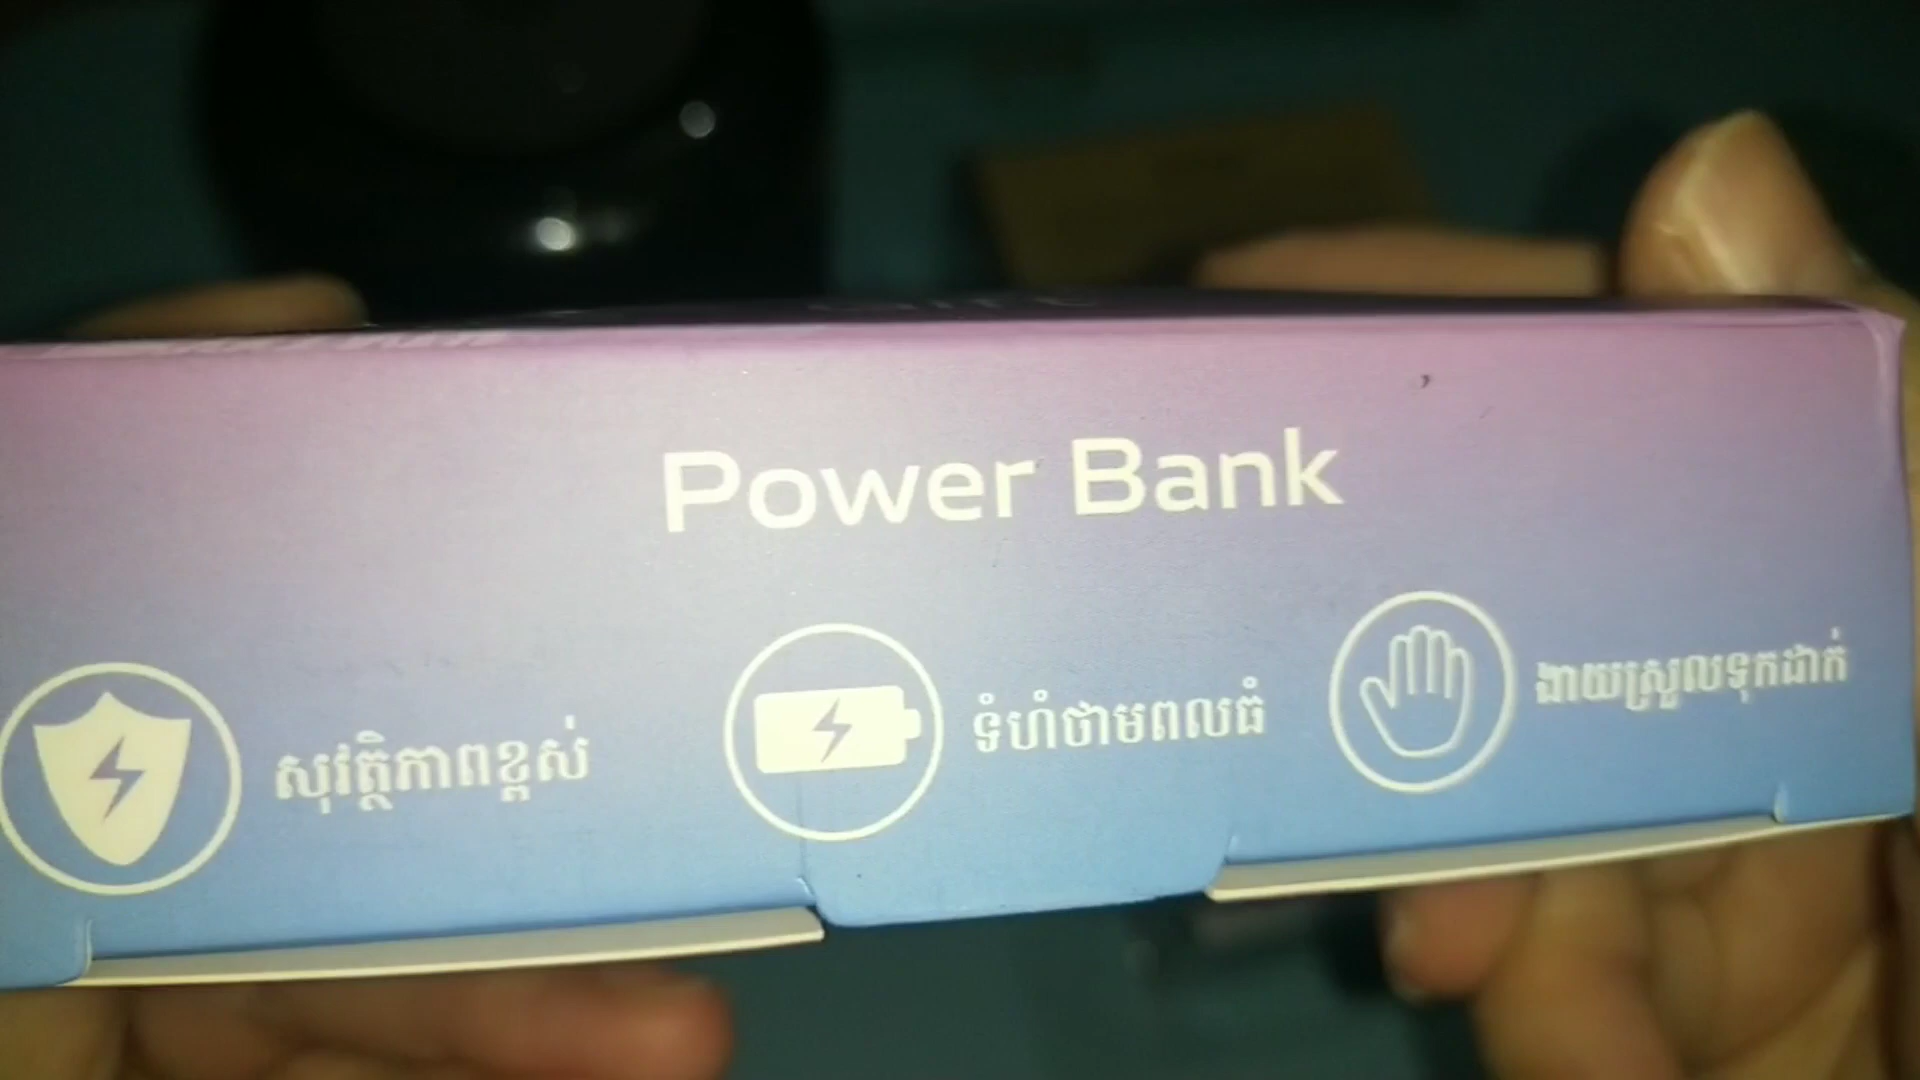 Power Bank
សុវត្ថិភាពខ្ពស់
ទំហំថាមពលធំ
ងាយស្រួលទុកដាក់